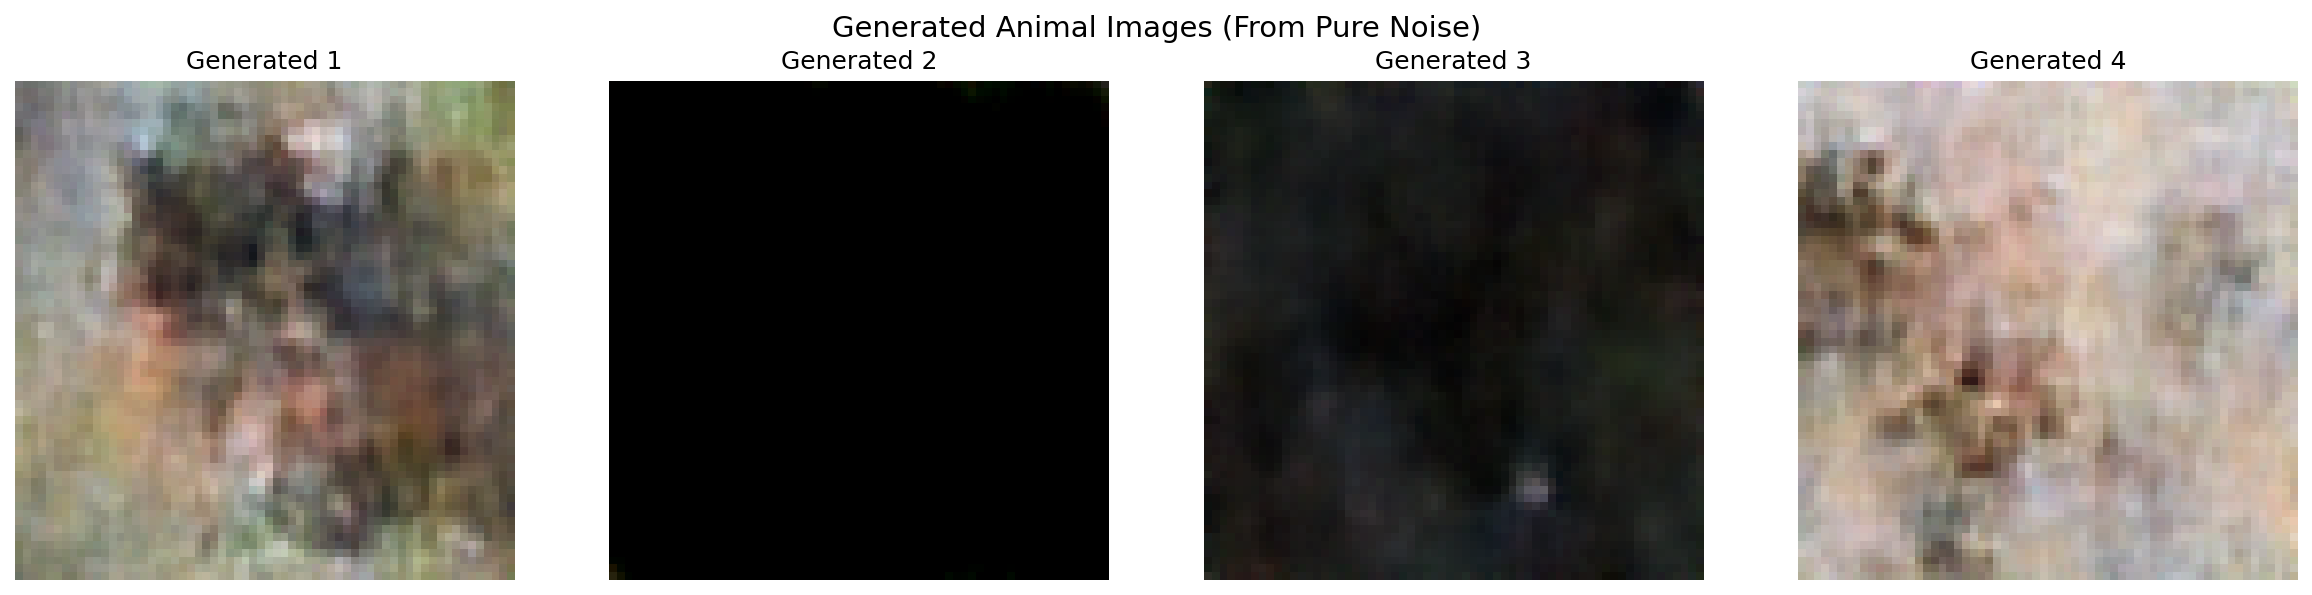 Generated Animal Images (From Pure Noise)
Generated 1
Generated 2
Generated 3
Generated 4